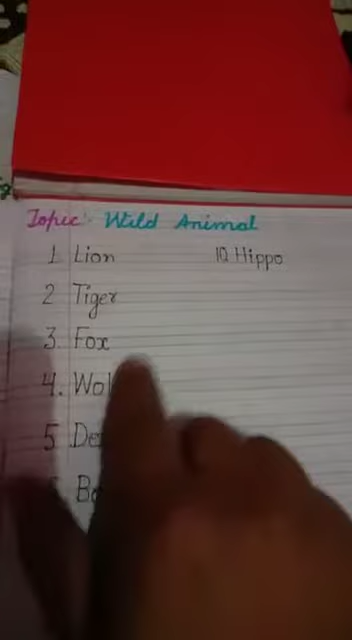 Topic:- Wild Animal
1 Lion
2 Tiger
3. Fox
4.
5
10 Hippo